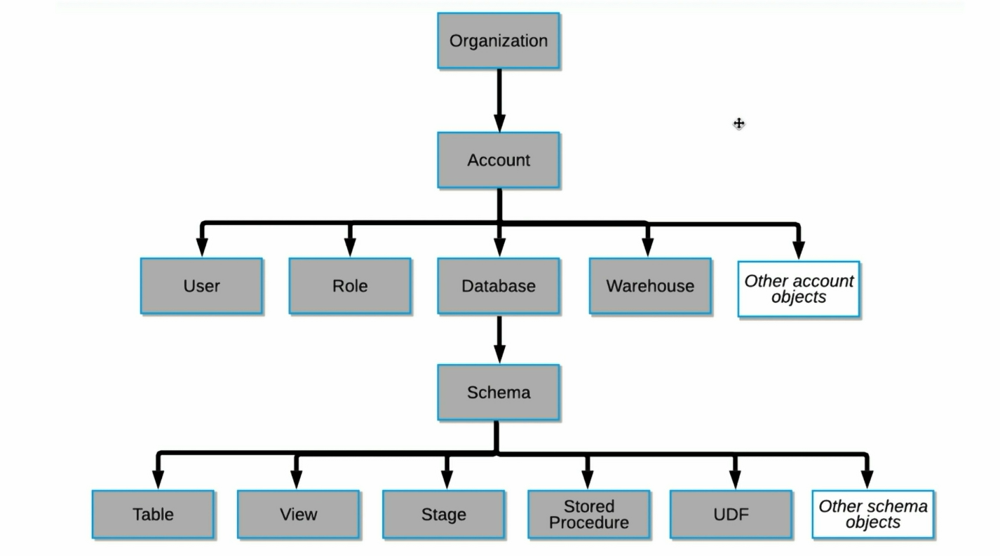 Organization
Account
User
Role
Database
Warehouse
Other account
objects
Schema
Table
View
Stage
Stored
Procedure
UDF
Other schema
objects